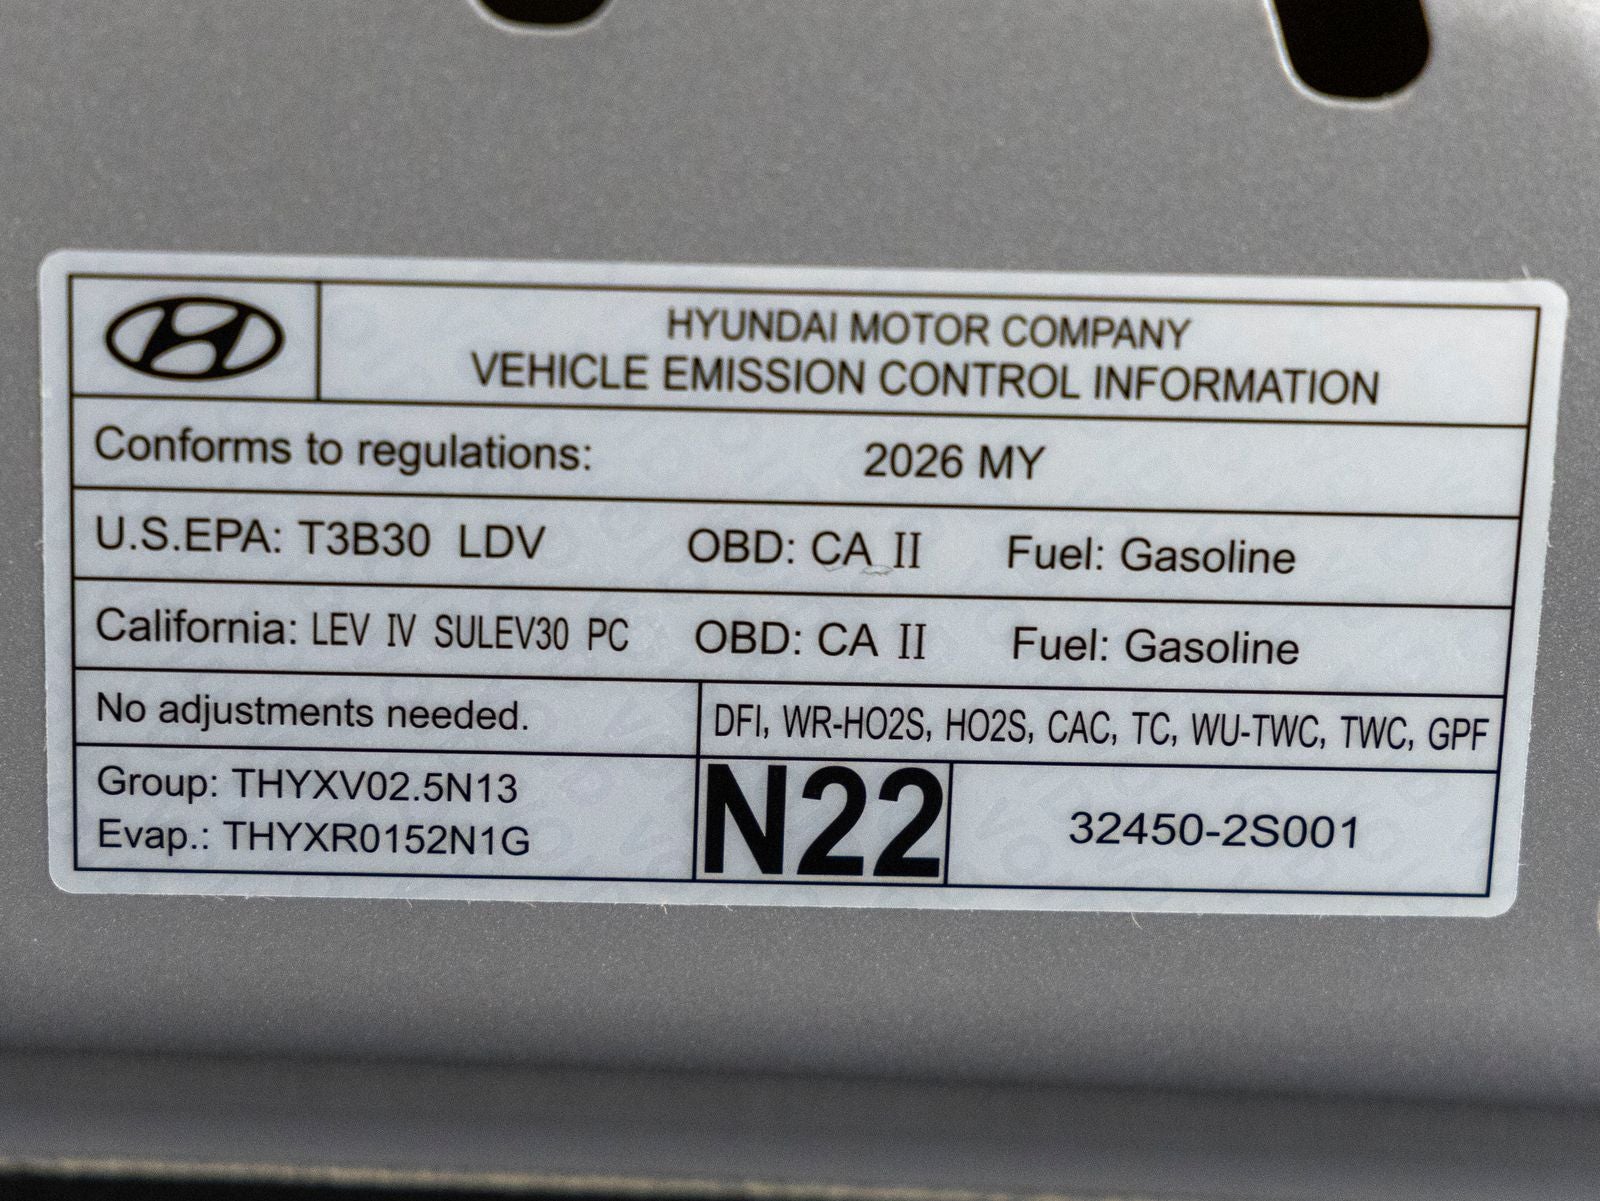 HYUNDAI MOTOR COMPANY
VEHICLE EMISSION CONTROL INFORMATION
Conforms to regulations: 2026 MY
U.S.EPA: T3B30 LDV OBD: CA II Fuel: Gasoline
California: LEV IV SULEV30 PC OBD: CA II Fuel: Gasoline
No adjustments needed. DFI, WR-HO2S, HO2S, CAC, TC, WU-TWC, TWC, GPF
Group: THYXV02.5N13
Evap.: THYXR0152N1G
N22
32450-2S001